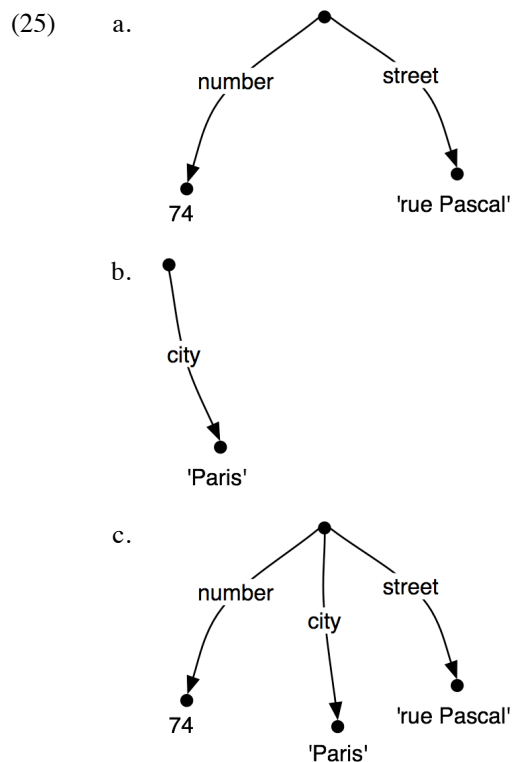 (25) a.
number street
74 'rue Pascal'
b.
city
'Paris'
c.
number city street
74 'Paris' 'rue Pascal'